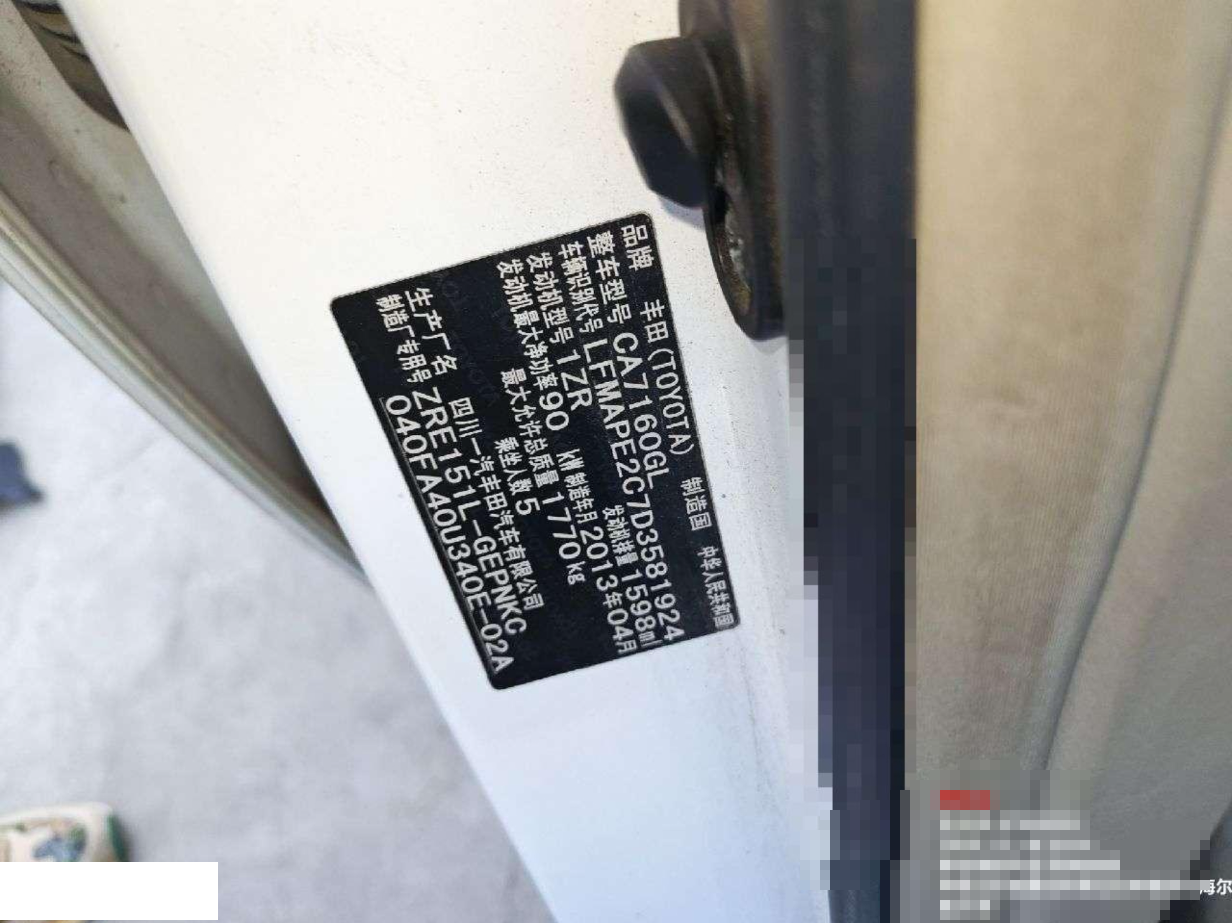 品牌 丰田(TOYOTA) 制造国 中华人民共和国
整车型号 CA7160GL
车辆识别代号 LFMAPE2C7D3581924
发动机型号 1ZR 发动机排量 1598ml
发动机最大净功率 90 kW 制造年月 2013年04月
最大允许总质量 1770kg
乘坐人数 5
生产厂名 四川一汽丰田汽车有限公司
制造厂专用号 ZRE151L-GEPNKC
040FA40U340E-02A
海尔